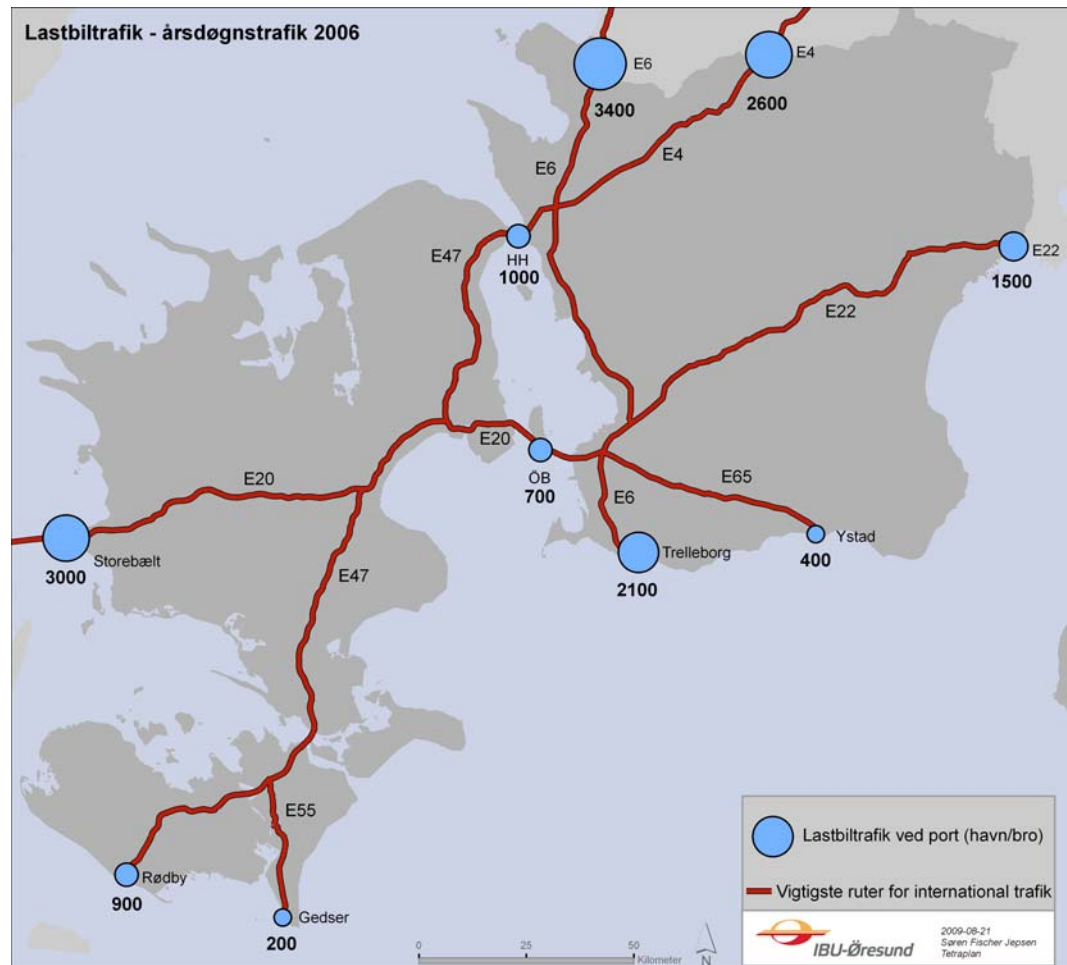 Lastbiltrafik - årsdøgnstrafik 2006
E6
3400
E4
2600
E6
E4
E47
HH
1000
E22
1500
E22
E20
ÖB
700
E20
E65
E6
Storebælt
3000
Trelleborg
2100
Ystad
400
E47
E55
Rødby
900
Gedser
200
Lastbiltrafik ved port (havn/bro)
Vigtigste ruter for international trafik
IBU-Øresund
2009-08-21
Søren Fischer Jepsen
Tetraplan
0 25 50
Kilometer
N